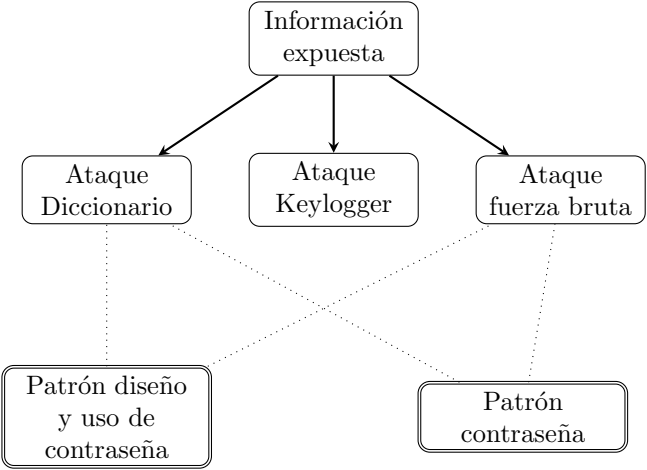 Información
expuesta
Ataque
Diccionario
Ataque
Keylogger
Ataque
fuerza bruta
Patrón diseño
y uso de
contraseña
Patrón
contraseña